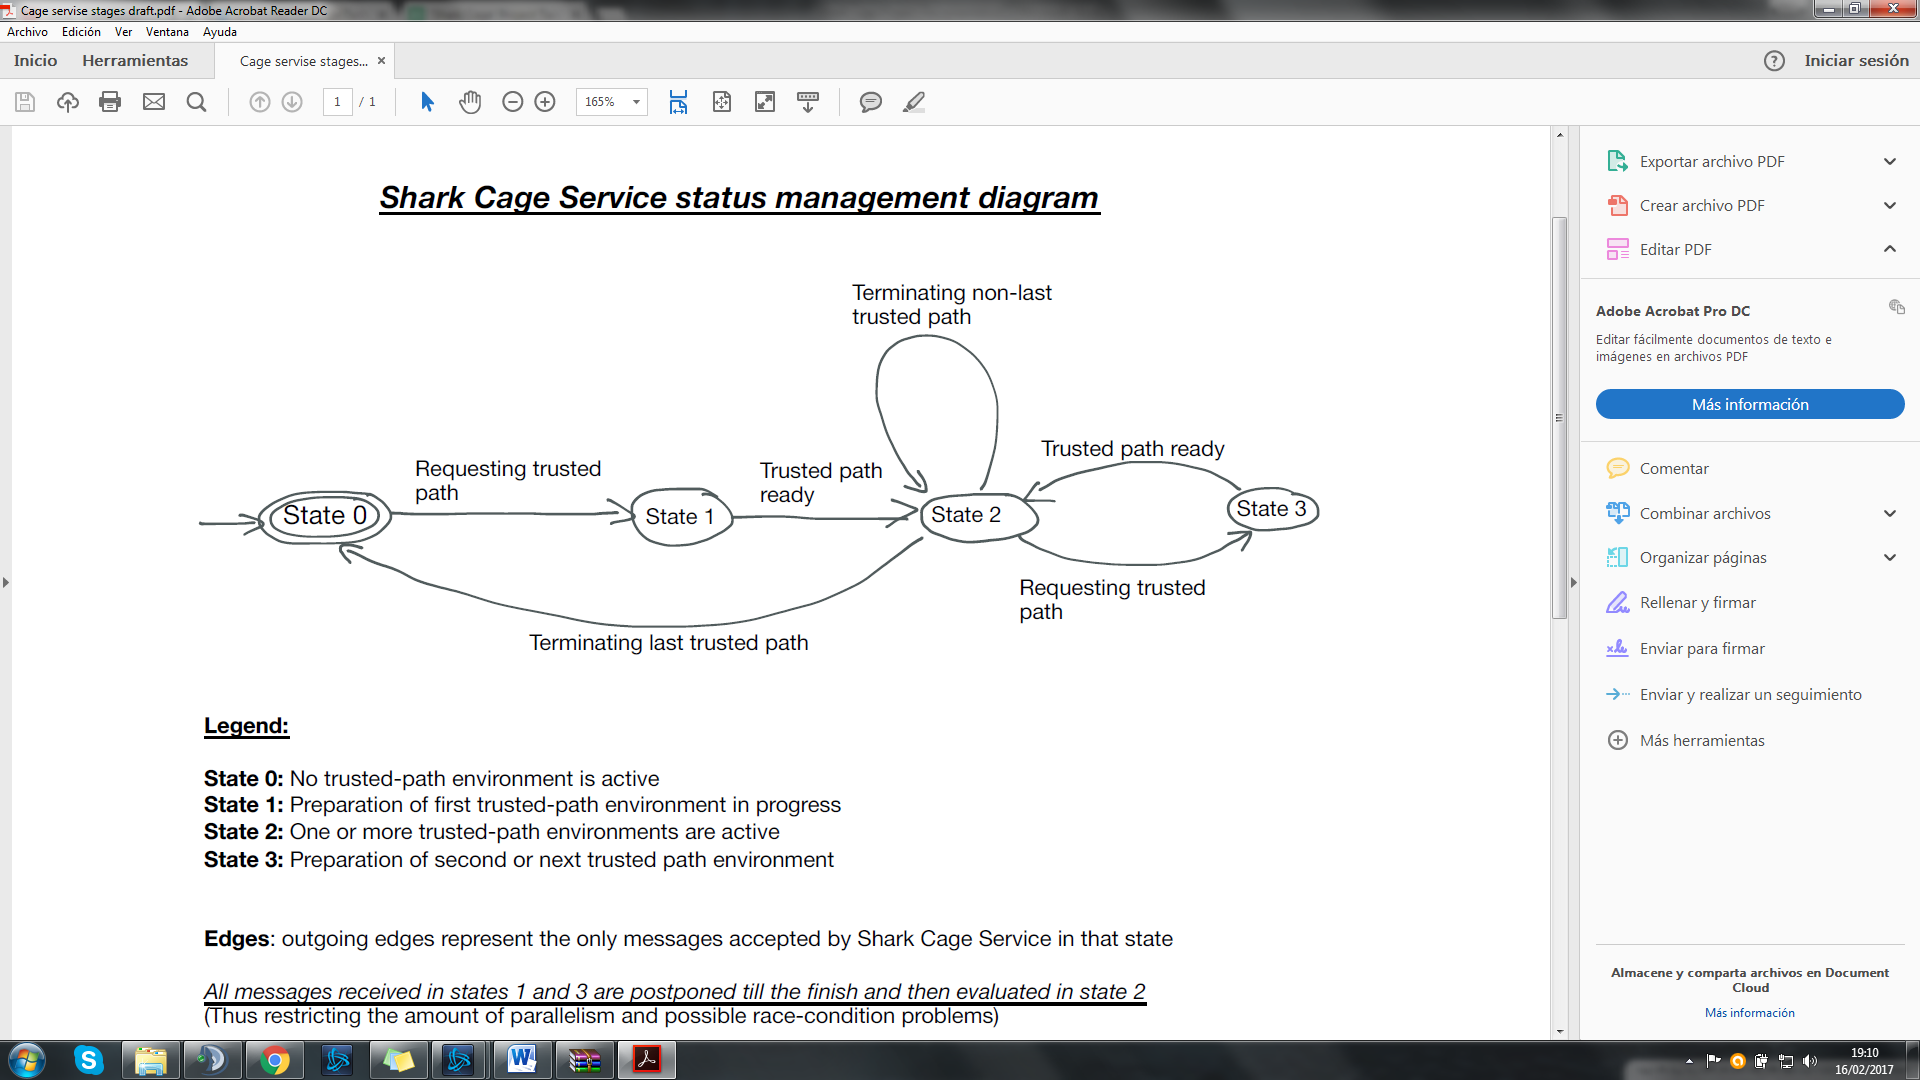 Cage servise stages draft.pdf - Adobe Acrobat Reader DC
Archivo Edición Ver Ventana Ayuda
Inicio Herramientas Cage servise stages... × ? Iniciar sesión
1 / 1 165%
Shark Cage Service status management diagram
Terminating non-last
trusted path
Trusted path ready
Requesting trusted
path
Trusted path
ready
State 0
State 1
State 2
State 3
Requesting trusted
path
Terminating last trusted path
Legend:
State 0: No trusted-path environment is active
State 1: Preparation of first trusted-path environment in progress
State 2: One or more trusted-path environments are active
State 3: Preparation of second or next trusted path environment
Edges: outgoing edges represent the only messages accepted by Shark Cage Service in that state
All messages received in states 1 and 3 are postponed till the finish and then evaluated in state 2
(Thus restricting the amount of parallelism and possible race-condition problems)
Exportar archivo PDF
Crear archivo PDF
Editar PDF
Adobe Acrobat Pro DC
Editar fácilmente documentos de texto e
imágenes en archivos PDF
Más información
Comentar
Combinar archivos
Organizar páginas
Rellenar y firmar
Enviar para firmar
Enviar y realizar un seguimiento
Más herramientas
Almacene y comparta archivos en Document
Cloud
Más información
19:10
16/02/2017